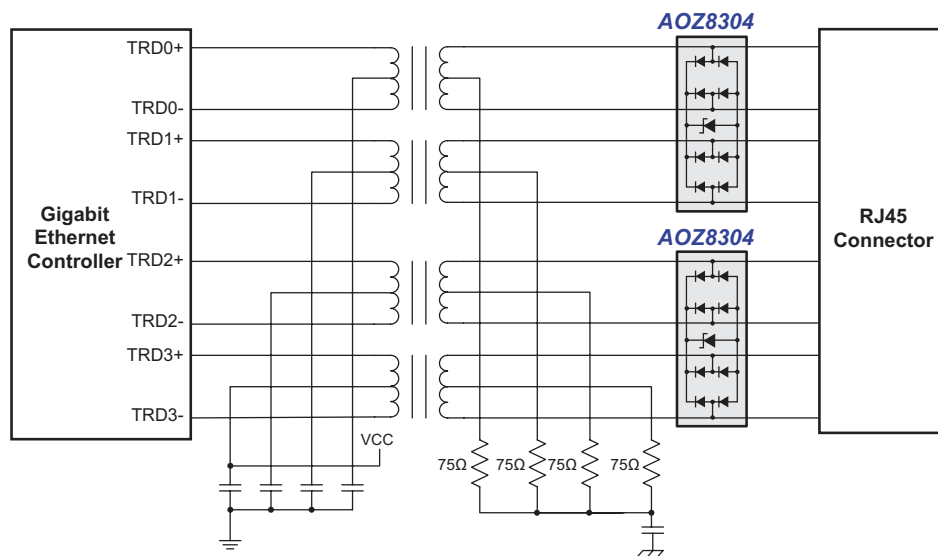 AOZ8304
TRD0+
TRD0-
TRD1+
TRD1-
Gigabit
Ethernet
Controller
TRD2+
TRD2-
TRD3+
TRD3-
RJ45
Connector
AOZ8304
VCC
75Ω
75Ω
75Ω
75Ω